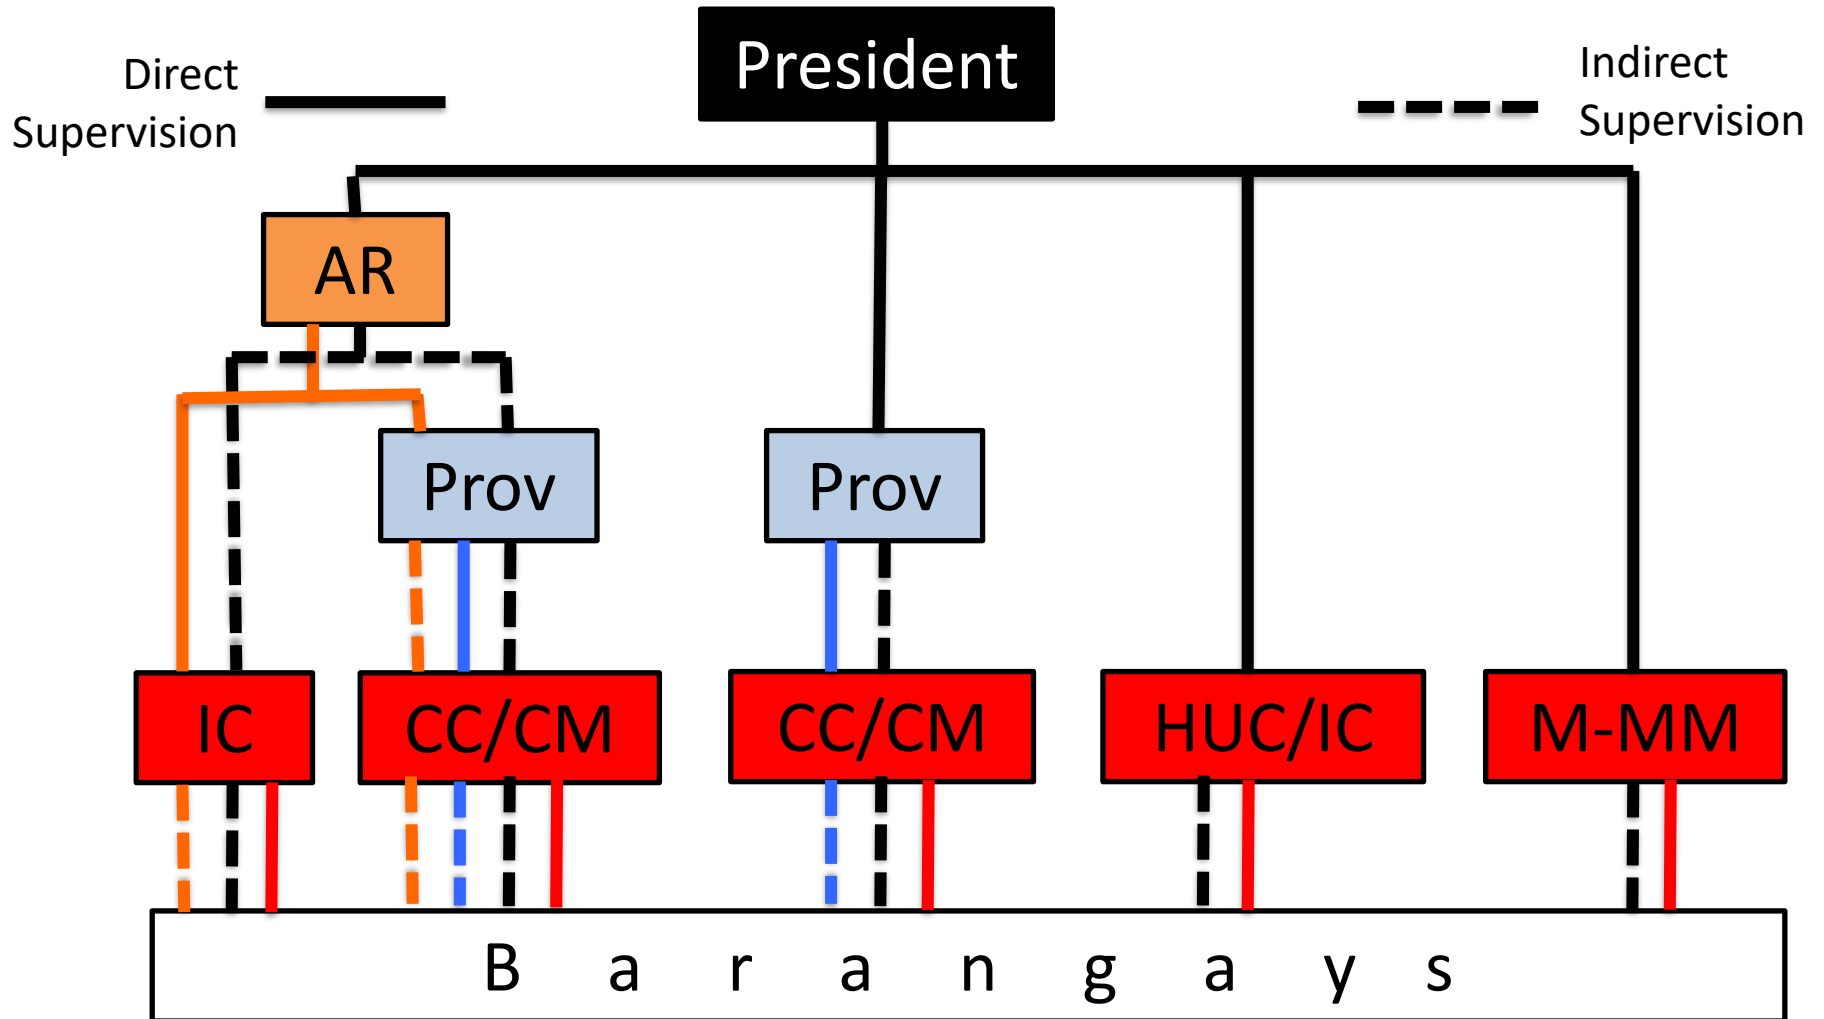 President
Direct
Supervision
Indirect
Supervision
AR
Prov
Prov
IC
CC/CM
CC/CM
HUC/IC
M-MM
B a r a n g a y s